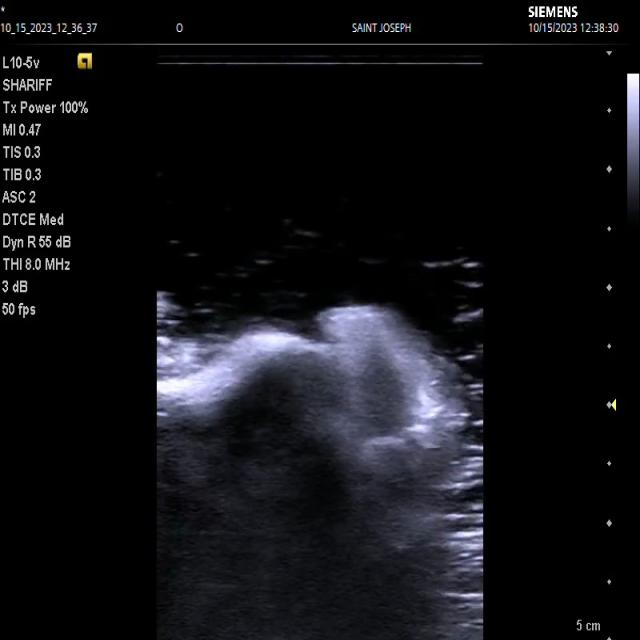 SIEMENS
10_15_2023_12_36_37 O SAINT JOSEPH 10/15/2023 12:38:30
L10-5v
SHARIFF
Tx Power 100%
MI 0.47
TIS 0.3
TIB 0.3
ASC 2
DTCE Med
Dyn R 55 dB
THI 8.0 MHz
3 dB
50 fps
5 cm